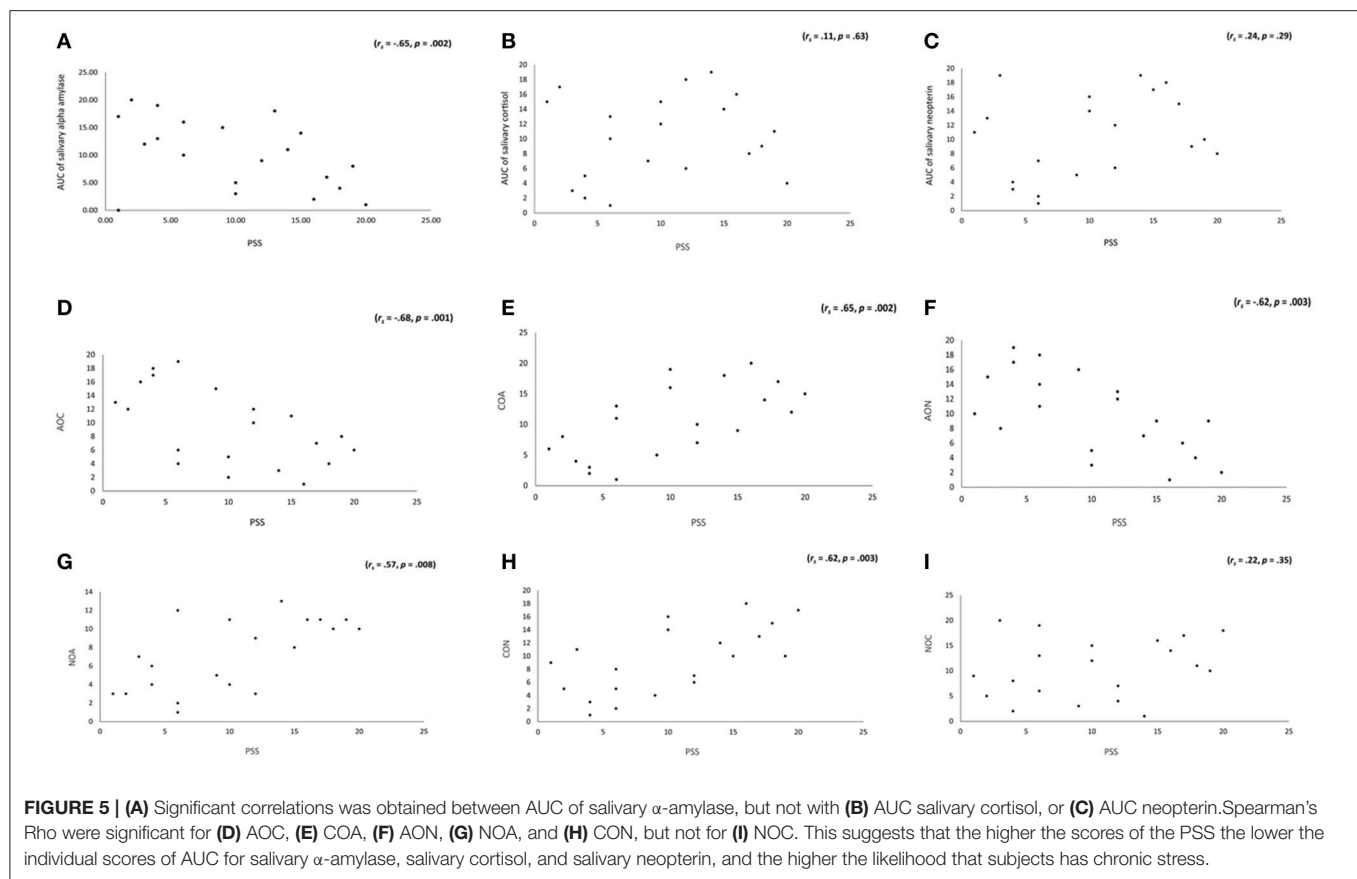 A
(rs = -.65, p = .002)
25.00
20.00
15.00
10.00
5.00
0.00
AUC of salivary alpha amylase
0.00 5.00 10.00 15.00 20.00 25.00
PSS
B
(rs = .11, p = .63)
20
18
16
14
12
10
8
6
4
2
0
AUC of salivary cortisol
0 5 10 15 20 25
PSS
C
(rs = .24, p = .29)
20
18
16
14
12
10
8
6
4
2
0
AUC of salivary neopterin
0 5 10 15 20 25
PSS
D
(rs = -.68, p = .001)
20
18
16
14
12
10
8
6
4
2
0
AOC
0 5 10 15 20 25
PSS
E
(rs = .65, p = .002)
25
20
15
10
5
0
COA
0 5 10 15 20 25
PSS
F
(rs = -.62, p = .003)
20
18
16
14
12
10
8
6
4
2
0
AON
0 5 10 15 20 25
PSS
G
(rs = .57, p = .008)
14
12
10
8
6
4
2
0
NOA
0 5 10 15 20 25
PSS
H
(rs = .62, p = .003)
20
18
16
14
12
10
8
6
4
2
0
CON
0 5 10 15 20 25
PSS
I
(rs = .22, p = .35)
25
20
15
10
5
0
NOC
0 5 10 15 20 25
PSS
FIGURE 5 | (A) Significant correlations was obtained between AUC of salivary α-amylase, but not with (B) AUC salivary cortisol, or (C) AUC neopterin.Spearman's
Rho were significant for (D) AOC, (E) COA, (F) AON, (G) NOA, and (H) CON, but not for (I) NOC. This suggests that the higher the scores of the PSS the lower the
individual scores of AUC for salivary α-amylase, salivary cortisol, and salivary neopterin, and the higher the likelihood that subjects has chronic stress.